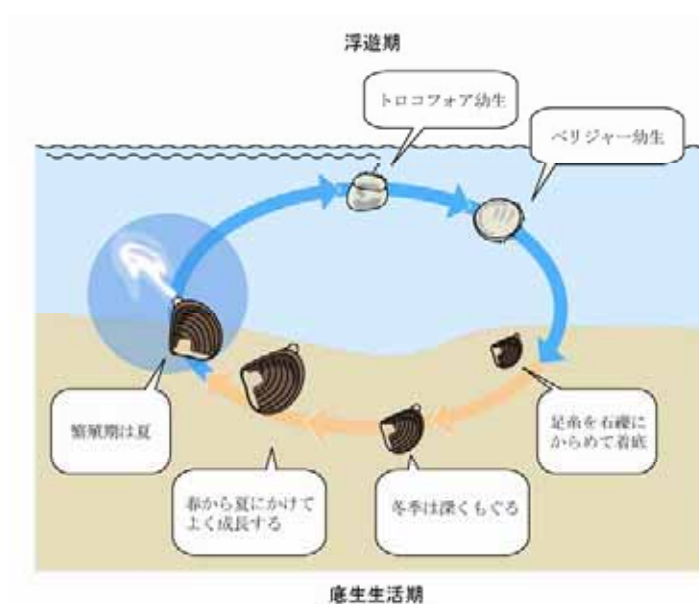 浮遊期
トロコフォア幼生
ベリジャー幼生
繁殖期は夏
足糸を石礫に
からめて着底
春から夏にかけて
よく成長する
冬季は深くもぐる
底生生活期